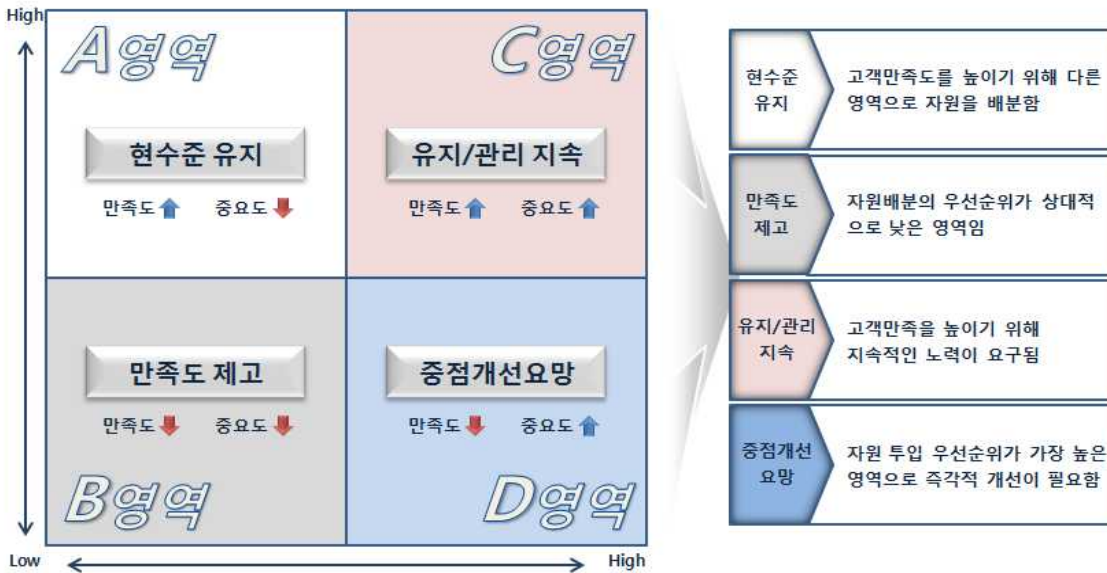 High
A영역
C영역
현수준 유지
유지/관리 지속
만족도 중요도
만족도 중요도
만족도 제고
중점개선요망
만족도 중요도
만족도 중요도
B영역
D영역
Low
High
현수준
유지
고객만족도를 높이기 위해 다른
영역으로 자원을 배분함
만족도
제고
자원배분의 우선순위가 상대적
으로 낮은 영역임
유지/관리
지속
고객만족을 높이기 위해
지속적인 노력이 요구됨
중점개선
요망
자원 투입 우선순위가 가장 높은
영역으로 즉각적 개선이 필요함